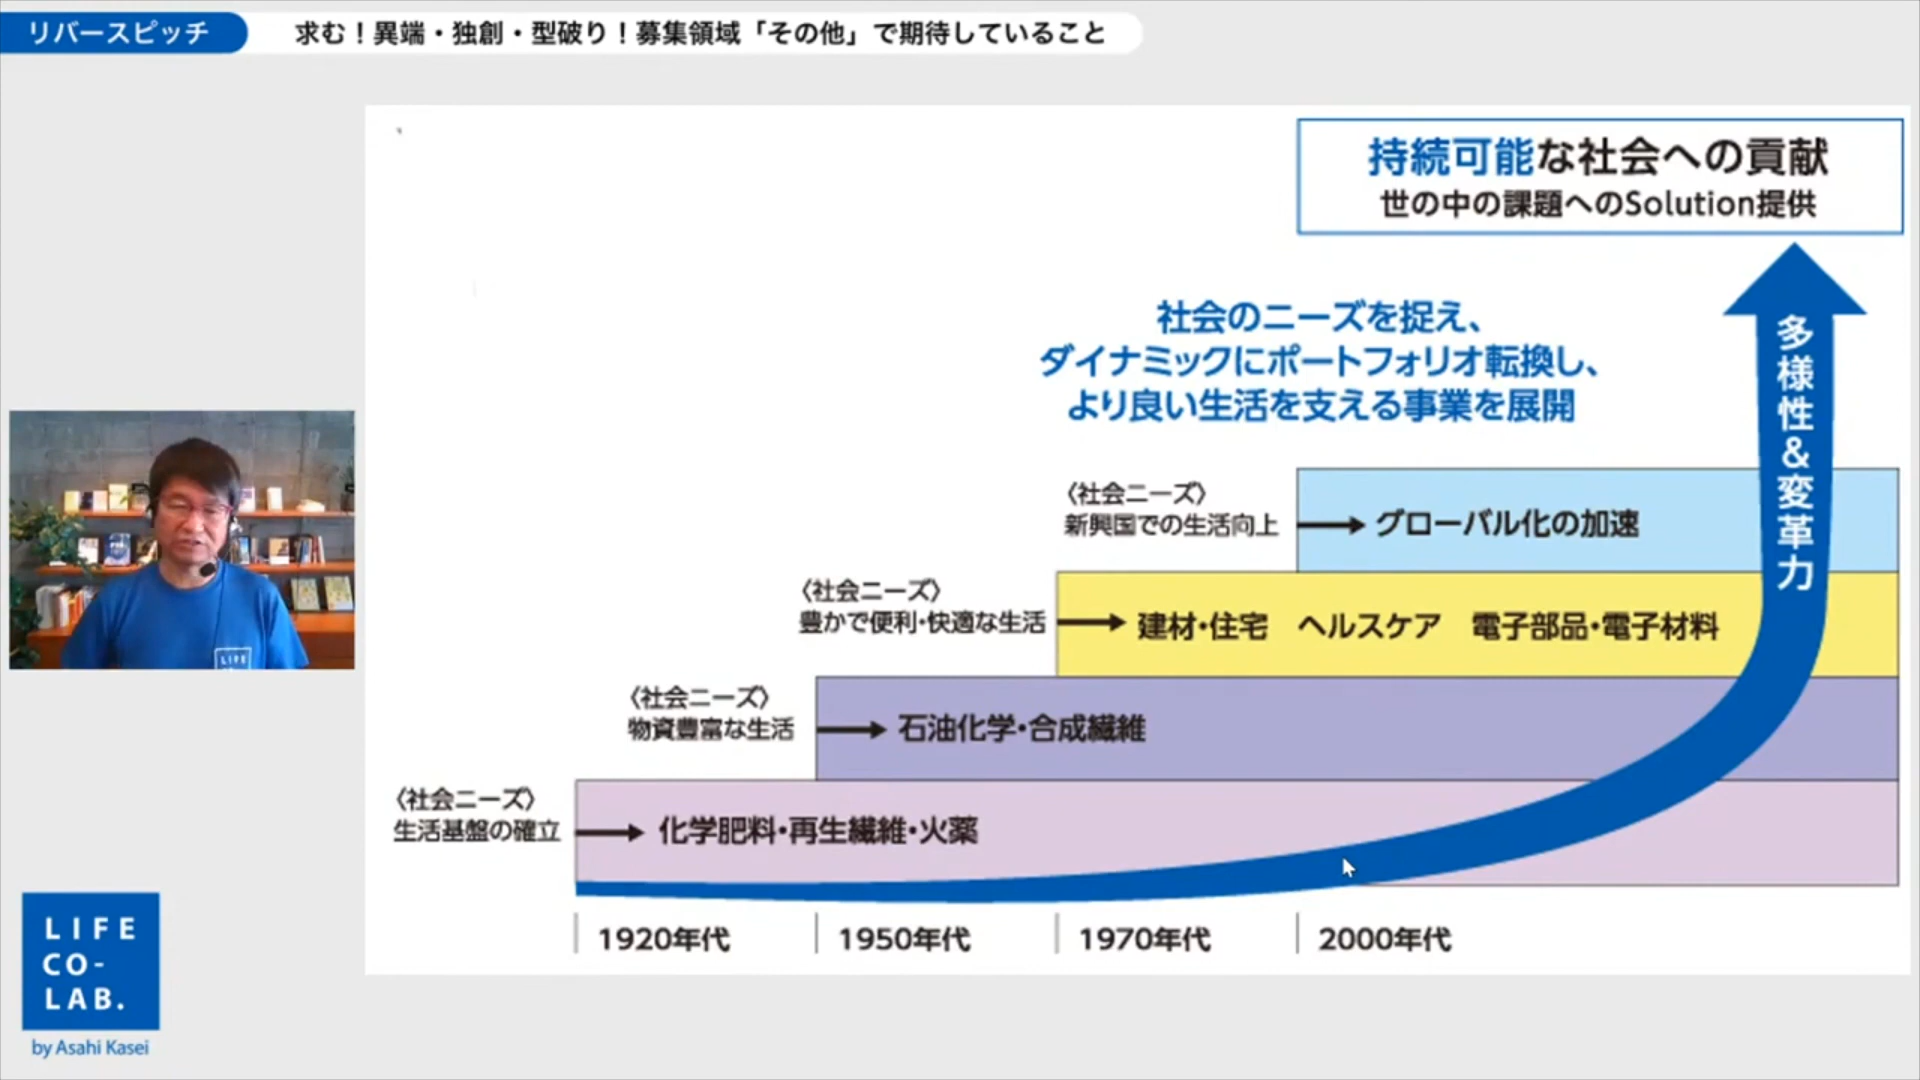 リバースピッチ
求む！異端・独創・型破り！募集領域「その他」で期待していること
持続可能な社会への貢献
世の中の課題へのSolution提供
社会のニーズを捉え、
ダイナミックにポートフォリオ転換し、
より良い生活を支える事業を展開
多様性&変革力
〈社会ニーズ〉
新興国での生活向上
グローバル化の加速
〈社会ニーズ〉
豊かで便利・快適な生活
建材・住宅　ヘルスケア　電子部品・電子材料
〈社会ニーズ〉
物資豊富な生活
石油化学・合成繊維
〈社会ニーズ〉
生活基盤の確立
化学肥料・再生繊維・火薬
1920年代
1950年代
1970年代
2000年代
LIFE
LIFE
CO-
LAB.
by Asahi Kasei